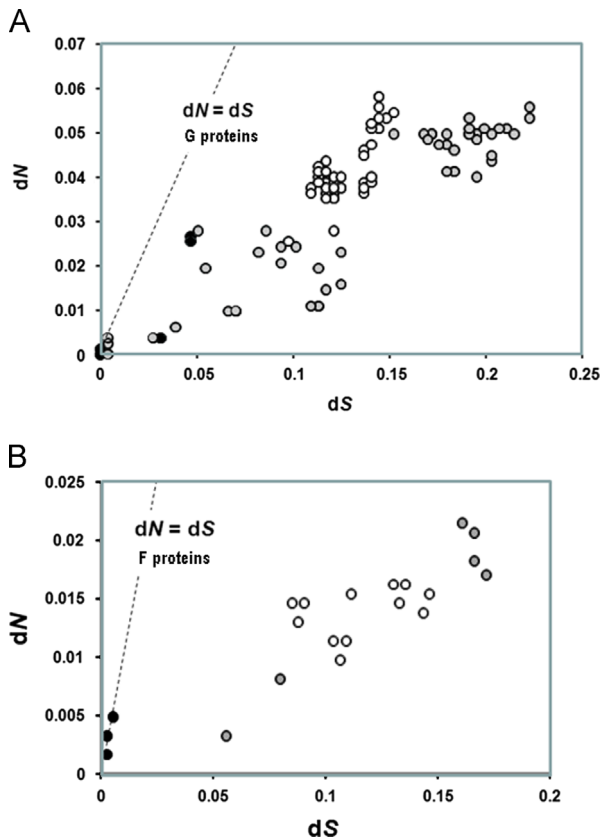 A
0.07
0.06
0.05
0.04
0.03
0.02
0.01
0
dN
dN = dS
G proteins
0 0.05 0.1 0.15 0.2 0.25
dS
B
0.025
0.02
0.015
0.01
0.005
0
dN
dN = dS
F proteins
0 0.05 0.1 0.15 0.2
dS